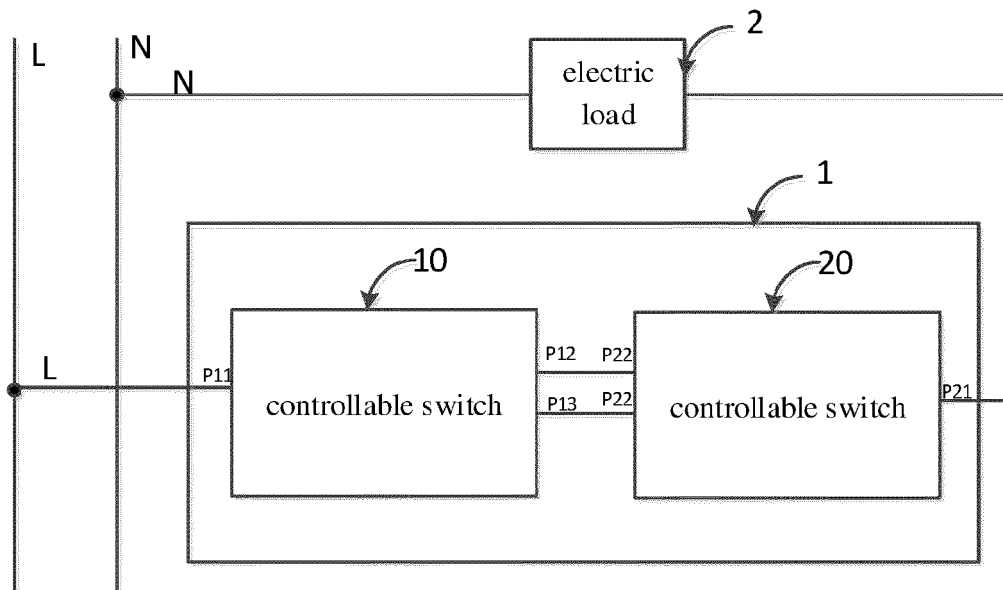 L
N
N
electric
load
2
1
10
20
L
P11
controllable switch
P12
P22
P13
P22
controllable switch
P21